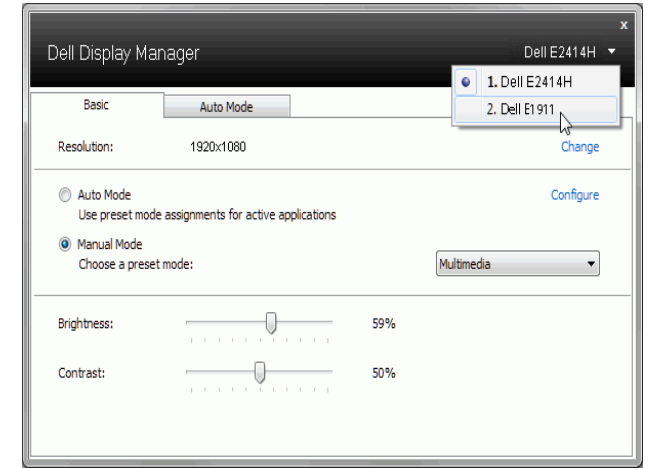 x
Dell Display Manager
Dell E2414H
1. Dell E2414H
2. Dell E1911
Basic
Auto Mode
Resolution:
1920x1080
Change
Auto Mode
Configure
Use preset mode assignments for active applications
Manual Mode
Choose a preset mode:
Multimedia
Brightness:
59%
Contrast:
50%